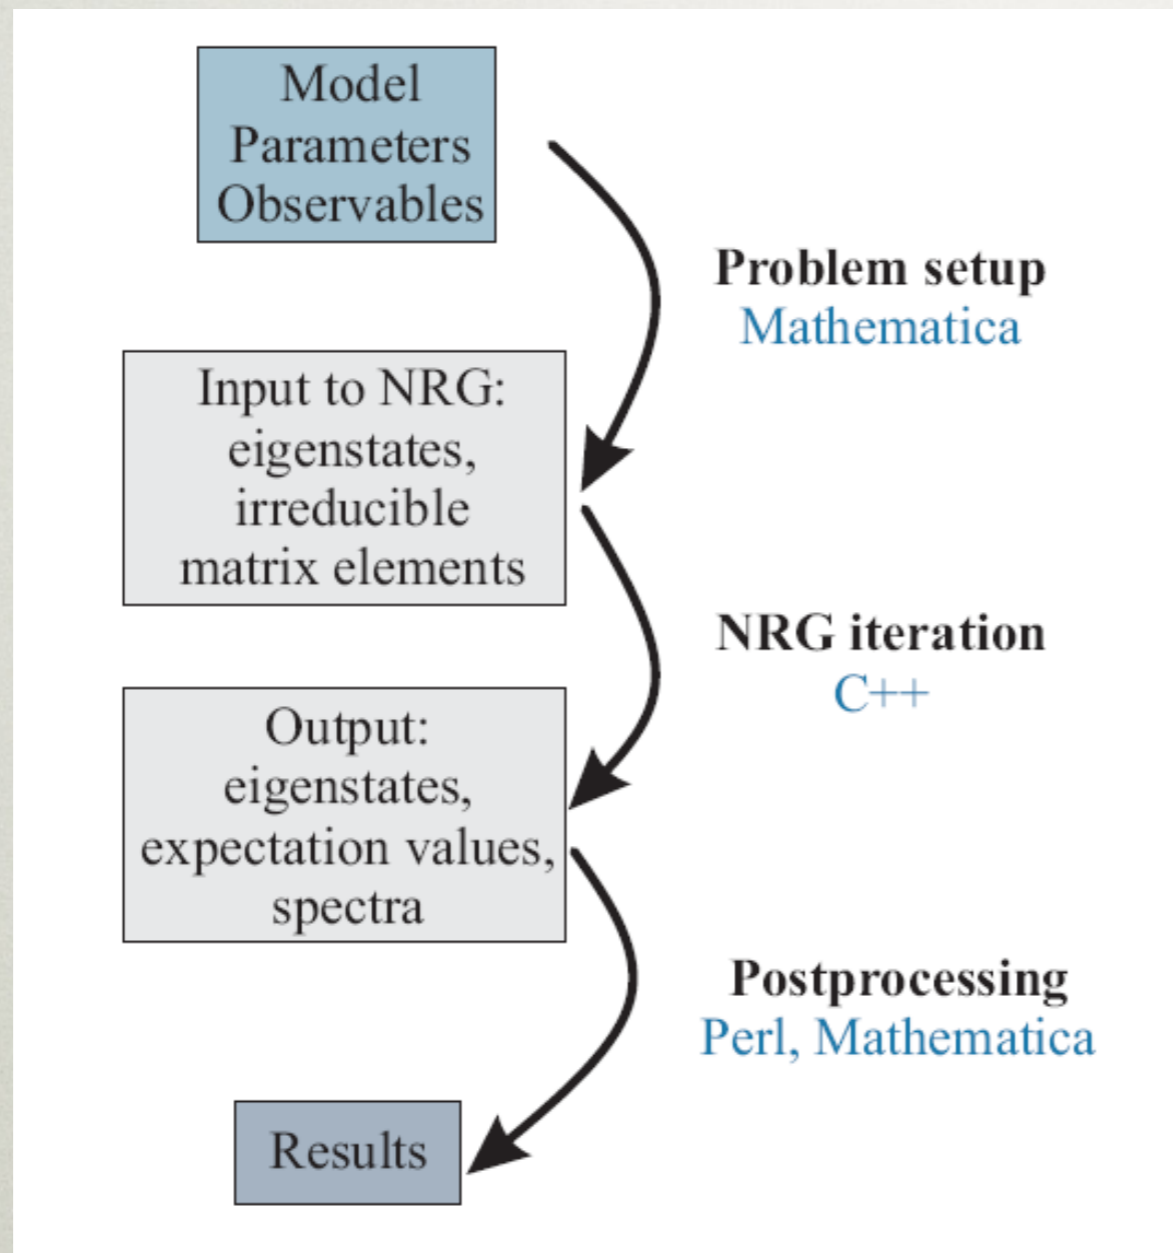 Model
Parameters
Observables
Problem setup
Mathematica
Input to NRG:
eigenstates,
irreducible
matrix elements
NRG iteration
C++
Output:
eigenstates,
expectation values,
spectra
Postprocessing
Perl, Mathematica
Results